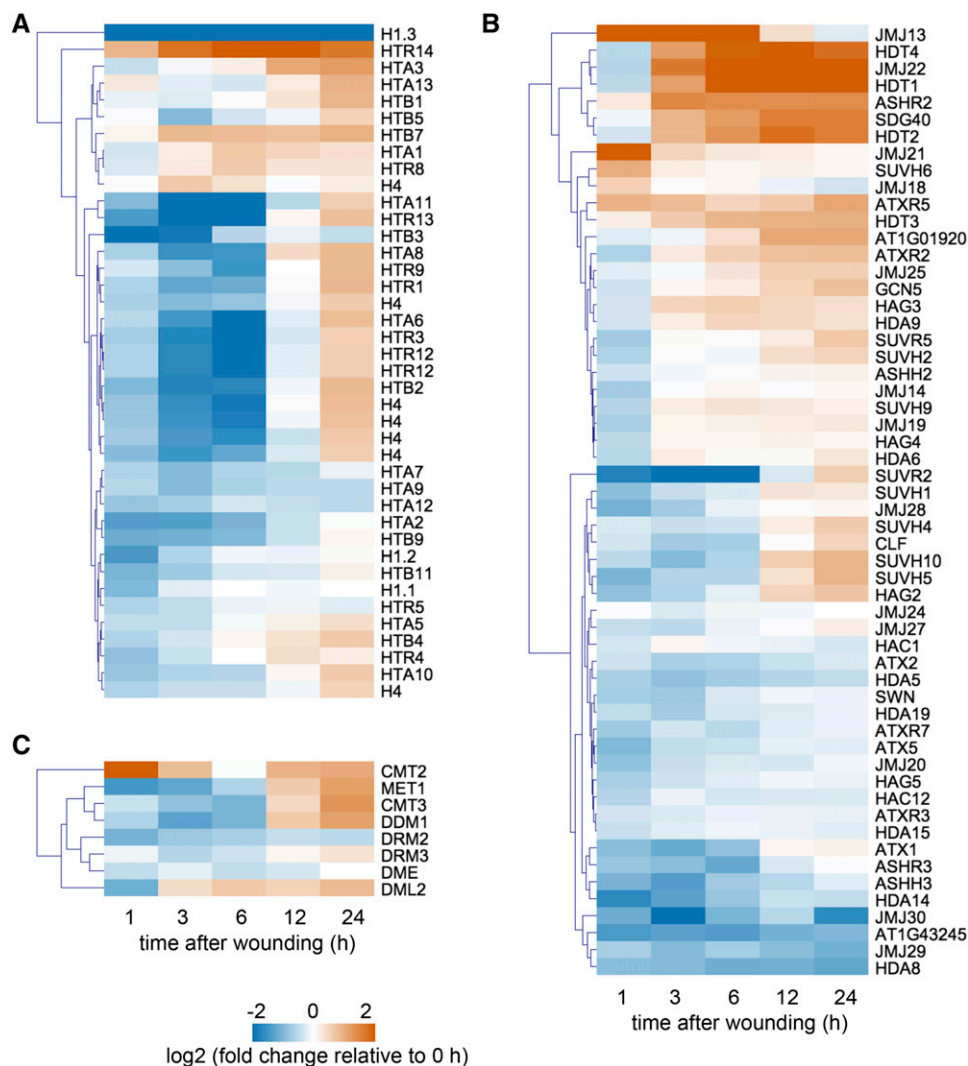 A
H1.3
HTR14
HTA3
HTA13
HTB1
HTB5
HTB7
HTA1
HTR8
H4
HTA11
HTR13
HTB3
HTA8
HTR9
HTR1
H4
HTA6
HTR3
HTR12
HTR12
HTB2
H4
H4
H4
H4
HTA7
HTA9
HTA12
HTA2
HTB9
H1.2
HTB11
H1.1
HTR5
HTA5
HTB4
HTR4
HTA10
H4
B
JMJ13
HDT4
JMJ22
HDT1
ASHR2
SDG40
HDT2
JMJ21
SUVH6
JMJ18
ATXR5
HDT3
AT1G01920
ATXR2
JMJ25
GCN5
HAG3
HDA9
SUVR5
SUVH2
ASHH2
JMJ14
SUVH9
JMJ19
HAG4
HDA6
SUVR2
SUVH1
JMJ28
SUVH4
CLF
SUVH10
SUVH5
HAG2
JMJ24
JMJ27
HAC1
ATX2
HDA5
SWN
HDA19
ATXR7
ATX5
JMJ20
HAG5
HAC12
ATXR3
HDA15
ATX1
ASHR3
ASHH3
HDA14
JMJ30
AT1G43245
JMJ29
HDA8
1 3 6 12 24
time after wounding (h)
C
CMT2
MET1
CMT3
DDM1
DRM2
DRM3
DME
DML2
1 3 6 12 24
time after wounding (h)
-2 0 2
log2 (fold change relative to 0 h)